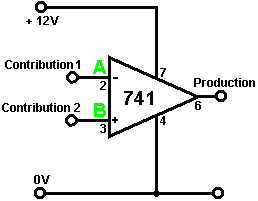 + 12V
Contribution 1
A
7
-
2
741
Production
6
Contribution 2
B
+
3
4
0V